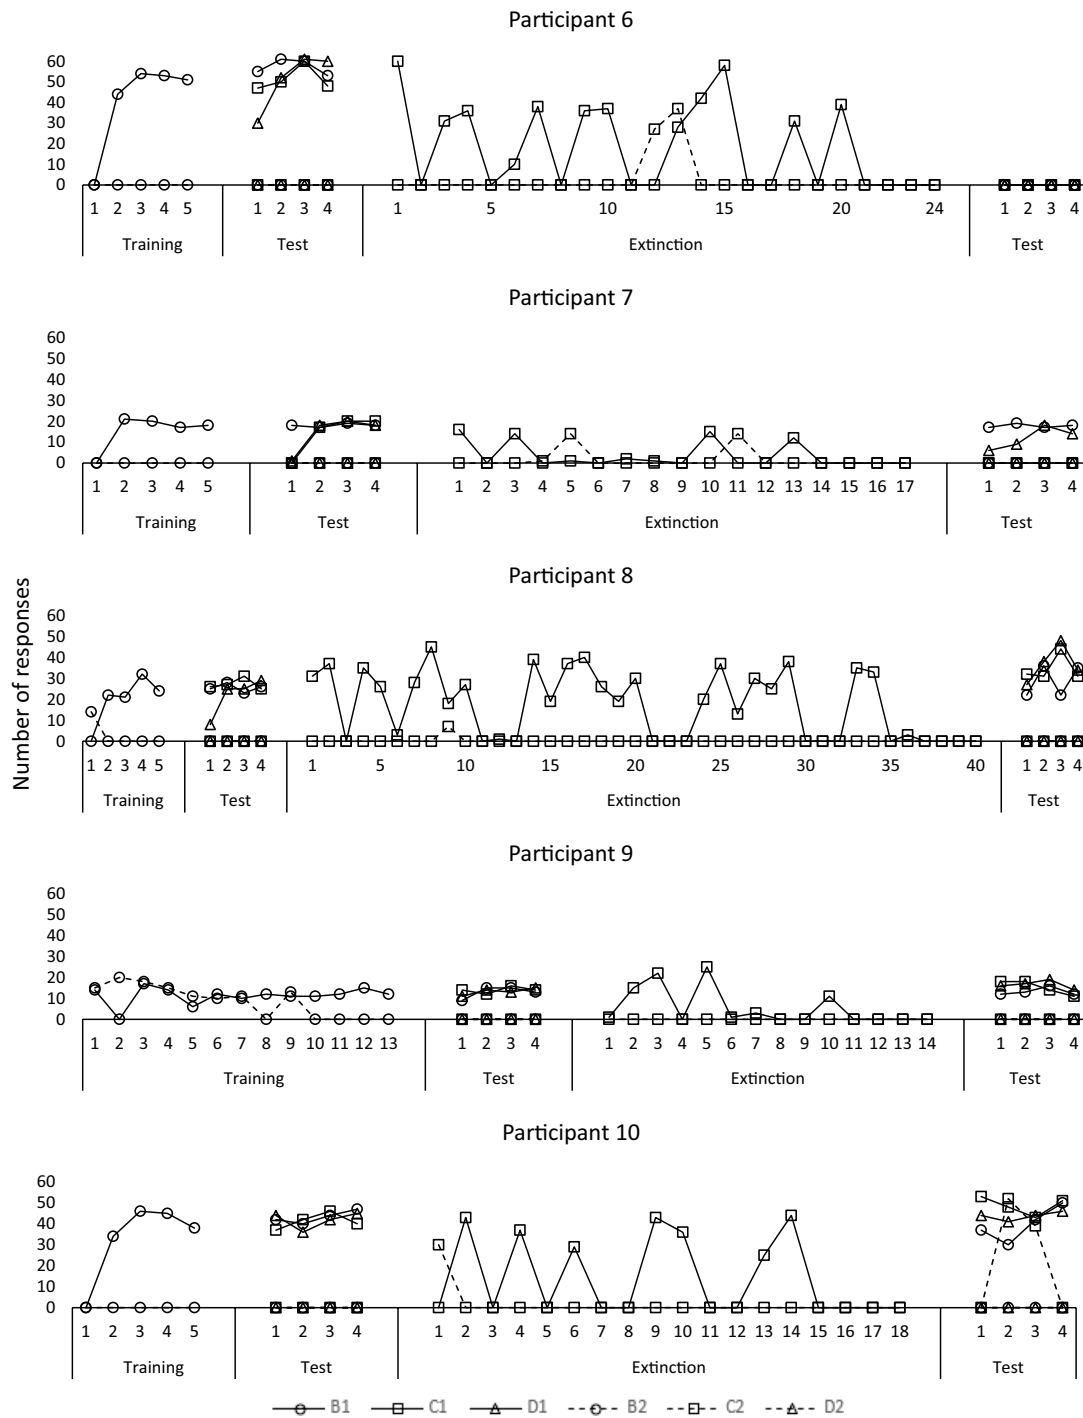 Participant 6
60
50
40
30
20
10
0
1 2 3 4 5 1 2 3 4 1 5 10 15 20 24 1 2 3 4
Training Test Extinction Test
Participant 7
60
50
40
30
20
10
0
1 2 3 4 5 1 2 3 4 1 2 3 4 5 6 7 8 9 10 11 12 13 14 15 16 17 1 2 3 4
Training Test Extinction Test
Number of responses
Participant 8
60
50
40
30
20
10
0
1 2 3 4 5 1 2 3 4 1 5 10 15 20 25 30 35 40 1 2 3 4
Training Test Extinction Test
Participant 9
60
50
40
30
20
10
0
1 2 3 4 5 6 7 8 9 10 11 12 13 1 2 3 4 1 2 3 4 5 6 7 8 9 10 11 12 13 14 1 2 3 4
Training Test Extinction Test
Participant 10
60
50
40
30
20
10
0
1 2 3 4 5 1 2 3 4 1 2 3 4 5 6 7 8 9 10 11 12 13 14 15 16 17 18 1 2 3 4
Training Test Extinction Test
B1 C1 D1 B2 C2 D2